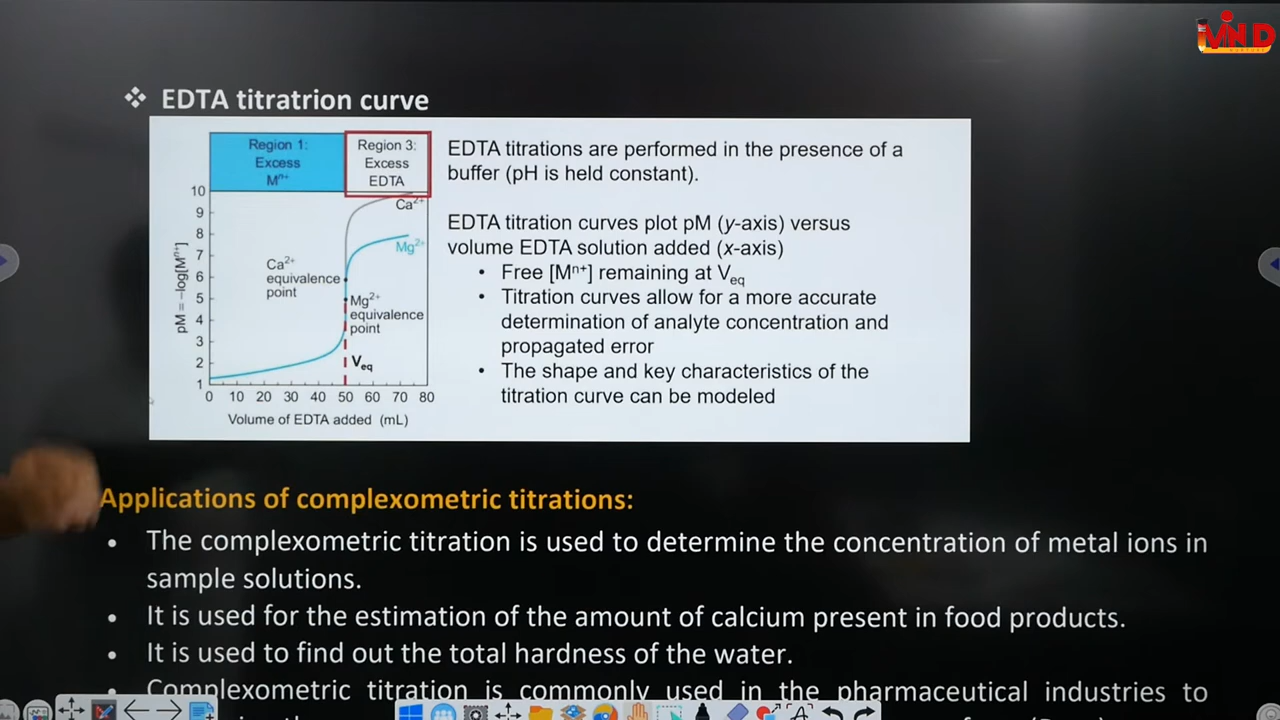 MIND
❖ EDTA titratrion curve
Region 1:
Excess
Mⁿ⁺
Region 3:
Excess
EDTA
pM = −log[Mⁿ⁺]
10
9
8
7
6
5
4
3
2
1
Ca²⁺
Mg²⁺
Ca²⁺
equivalence
point
Mg²⁺
equivalence
point
Veq
0 10 20 30 40 50 60 70 80
Volume of EDTA added (mL)
EDTA titrations are performed in the presence of a
buffer (pH is held constant).
EDTA titration curves plot pM (y-axis) versus
volume EDTA solution added (x-axis)
• Free [Mⁿ⁺] remaining at Veq
• Titration curves allow for a more accurate
determination of analyte concentration and
propagated error
• The shape and key characteristics of the
titration curve can be modeled
Applications of complexometric titrations:
• The complexometric titration is used to determine the concentration of metal ions in
sample solutions.
• It is used for the estimation of the amount of calcium present in food products.
• It is used to find out the total hardness of the water.
• Complexometric titration is commonly used in the pharmaceutical industries to